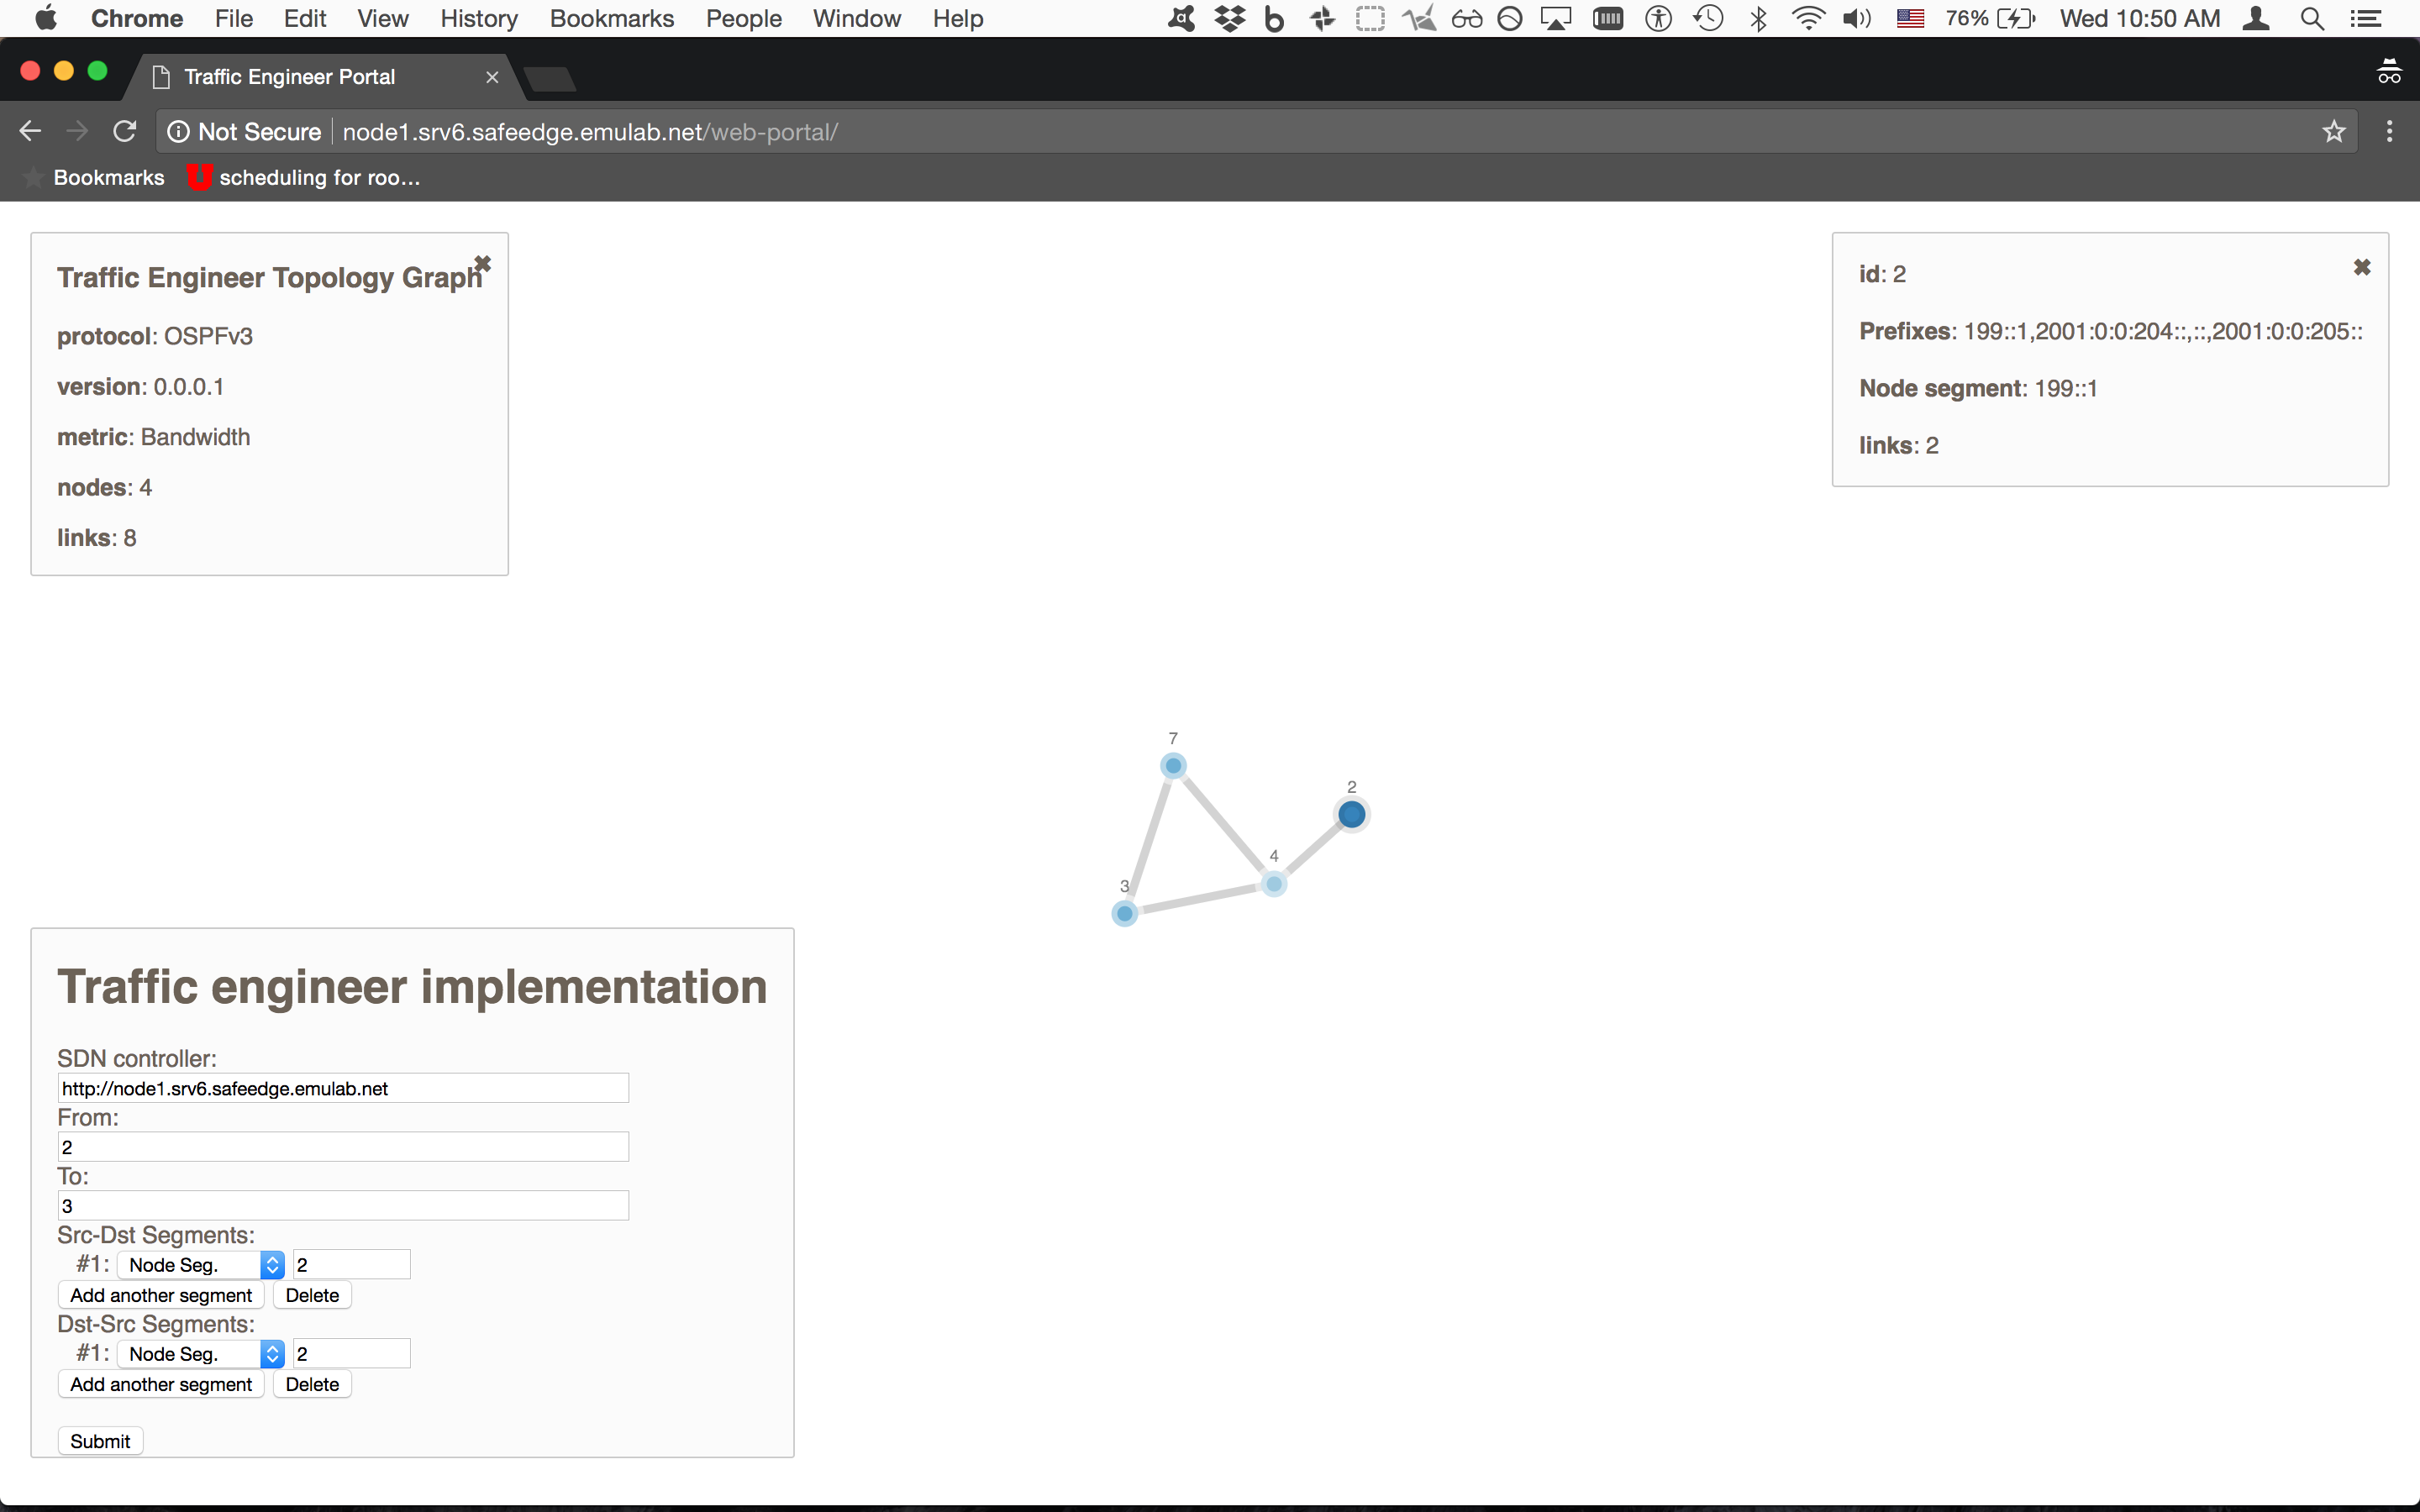 Chrome File Edit View History Bookmarks People Window Help 76% Wed 10:50 AM
Traffic Engineer Portal
Not Secure node1.srv6.safeedge.emulab.net/web-portal/
Bookmarks scheduling for roo...
Traffic Engineer Topology Graph
protocol: OSPFv3
version: 0.0.0.1
metric: Bandwidth
nodes: 4
links: 8
id: 2
Prefixes: 199::1,2001:0:0:204::,::,2001:0:0:205::
Node segment: 199::1
links: 2
7
2
4
3
Traffic engineer implementation
SDN controller:
http://node1.srv6.safeedge.emulab.net
From:
2
To:
3
Src-Dst Segments:
#1: Node Seg. 2
Add another segment Delete
Dst-Src Segments:
#1: Node Seg. 2
Add another segment Delete
Submit